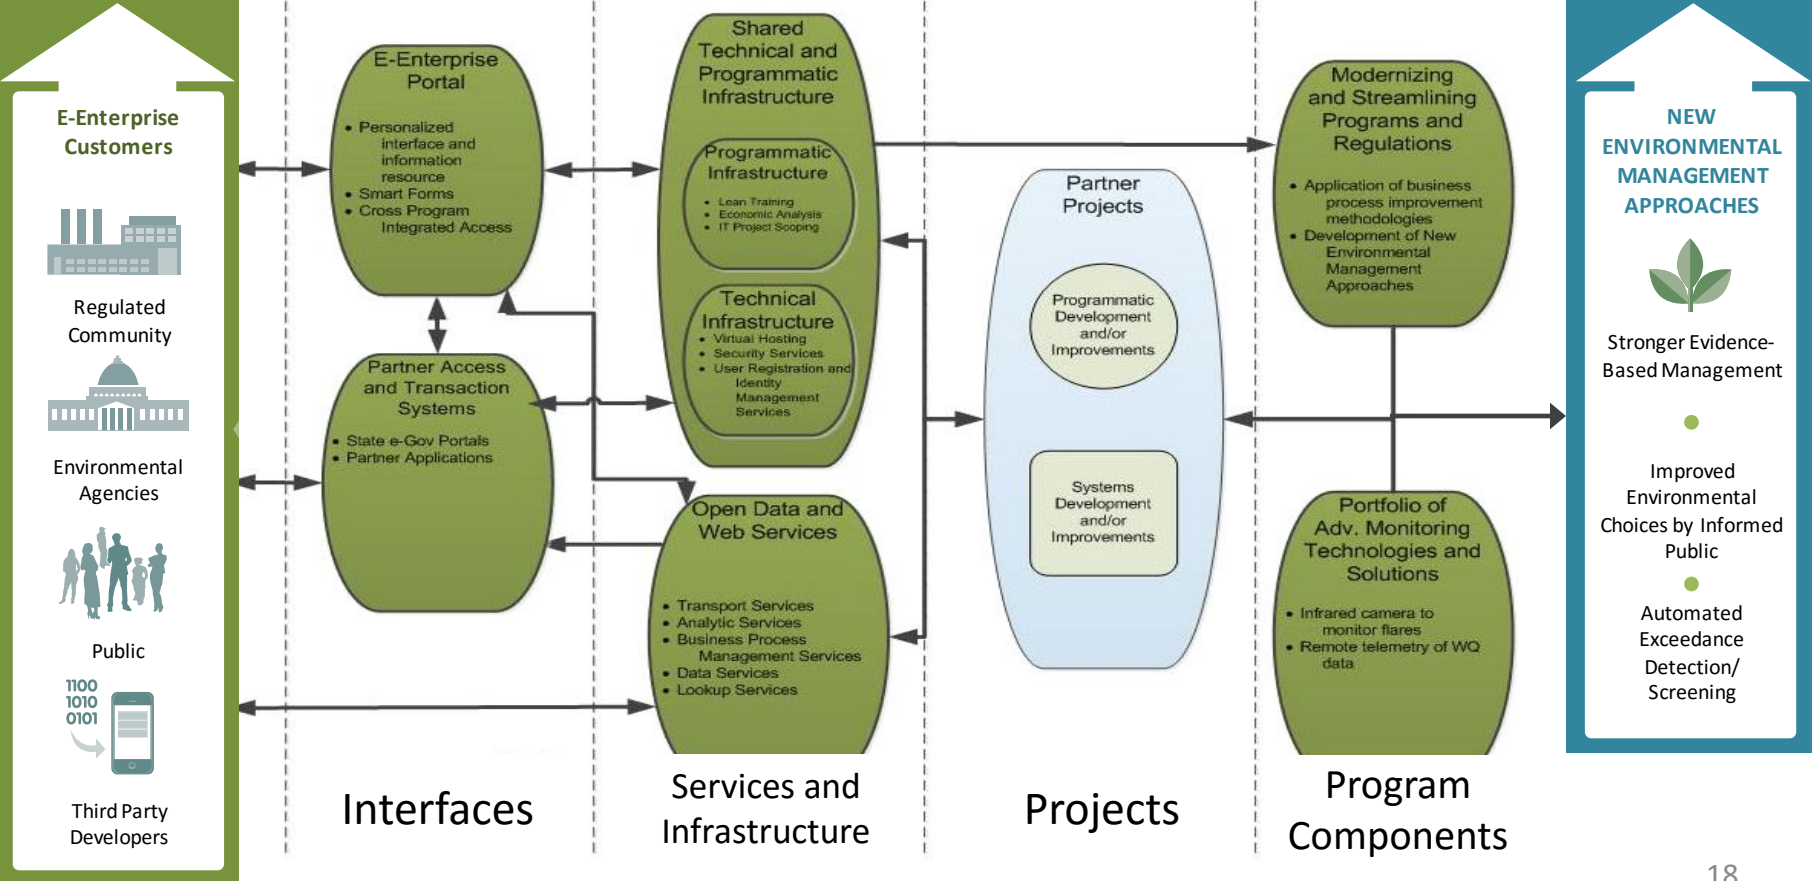 E-Enterprise
Customers
Regulated
Community
Environmental
Agencies
Public
1100
1010
0101
Third Party
Developers
E-Enterprise
Portal
• Personalized
interface and
information
resource
• Smart Forms
• Cross Program
Integrated Access
Partner Access
and Transaction
Systems
• State e-Gov Portals
• Partner Applications
Interfaces
Shared
Technical and
Programmatic
Infrastructure
Programmatic
Infrastructure
• Lean Training
• Economic Analysis
• IT Project Scoping
Technical
Infrastructure
• Virtual Hosting
• Security Services
• User Registration and
Identity
Management
Services
Open Data and
Web Services
• Transport Services
• Analytic Services
• Business Process
Management Services
• Data Services
• Lookup Services
Services and
Infrastructure
Partner
Projects
Programmatic
Development
and/or
Improvements
Systems
Development
and/or
Improvements
Projects
Modernizing
and Streamlining
Programs and
Regulations
• Application of business
process improvement
methodologies
• Development of New
Environmental
Management
Approaches
Portfolio of
Adv. Monitoring
Technologies and
Solutions
• Infrared camera to
monitor flares
• Remote telemetry of WQ
data
Program
Components
NEW
ENVIRONMENTAL
MANAGEMENT
APPROACHES
Stronger Evidence-
Based Management
Improved
Environmental
Choices by Informed
Public
Automated
Exceedance
Detection/
Screening
18